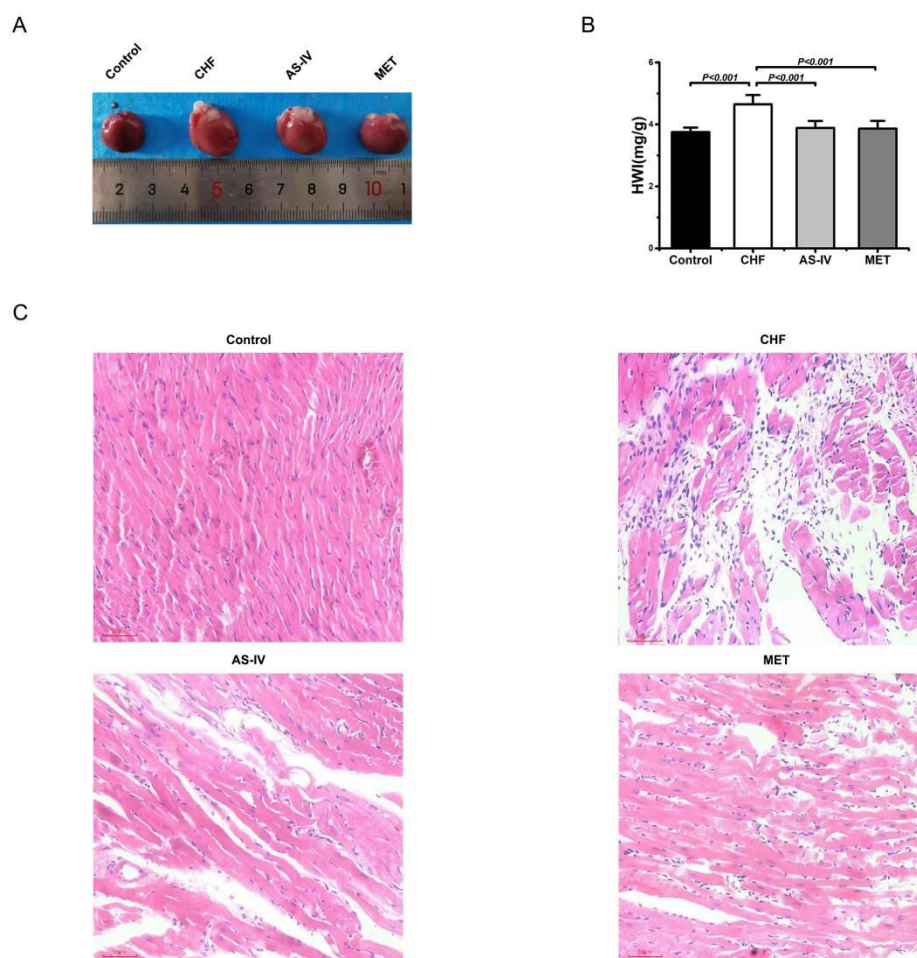 A
Control
CHF
AS-IV
MET
mm
2 3 4 5 6 7 8 9 10 1
B
P<0.001
P<0.001 P<0.001
HWI(mg/g)
6
4
2
0
Control CHF AS-IV MET
C
Control
CHF
AS-IV
MET